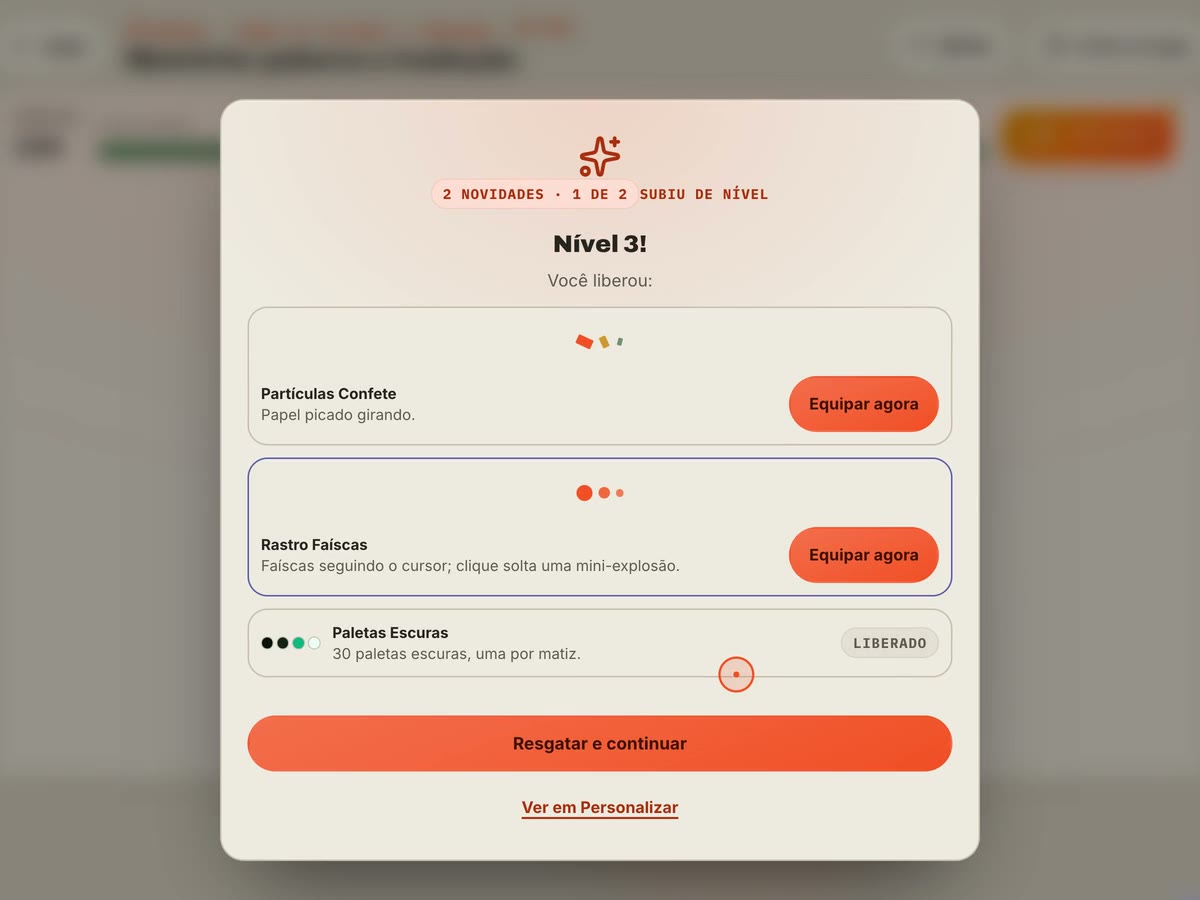 2 NOVIDADES · 1 DE 2 SUBIU DE NÍVEL
Nível 3!
Você liberou:
Partículas Confete
Papel picado girando.
Equipar agora
Rastro Faíscas
Faíscas seguindo o cursor; clique solta uma mini-explosão.
Equipar agora
Paletas Escuras
30 paletas escuras, uma por matiz.
LIBERADO
Resgatar e continuar
Ver em Personalizar